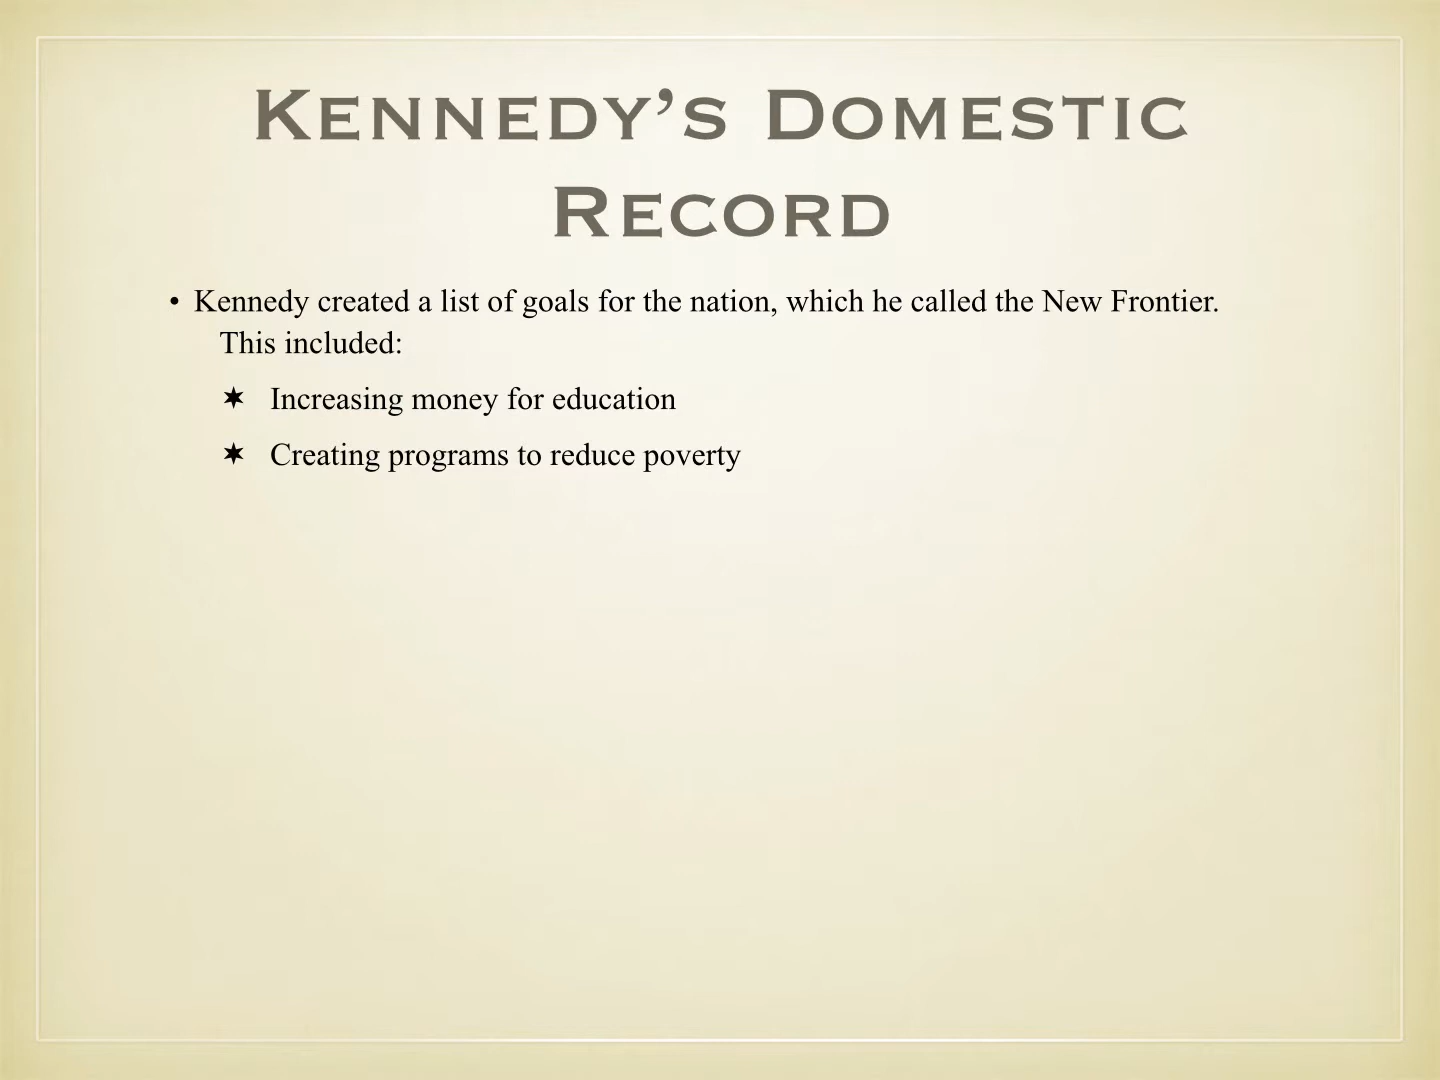 Kennedy’s Domestic
Record
• Kennedy created a list of goals for the nation, which he called the New Frontier.
This included:
✶ Increasing money for education
✶ Creating programs to reduce poverty